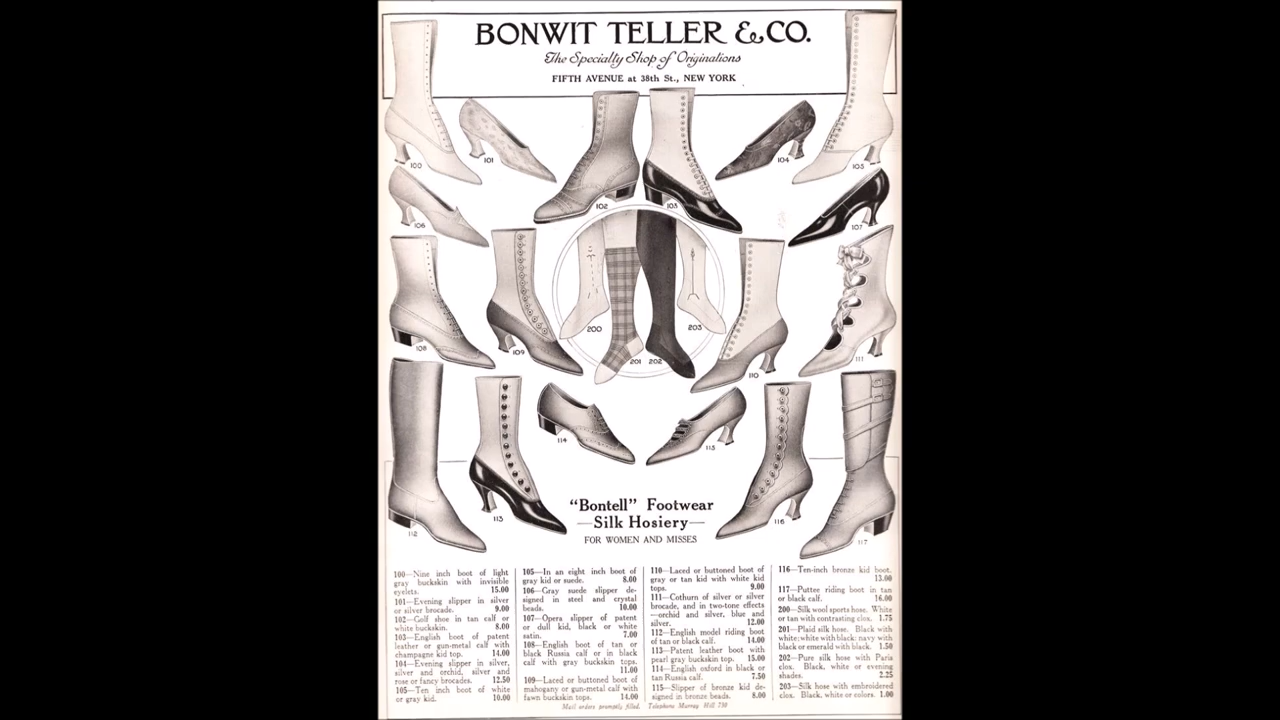 BONWIT TELLER & CO.
The Specialty Shop of Originations
FIFTH AVENUE at 38th St., NEW YORK
100
101
102
103
104
105
106
107
108
109
200
201
202
203
110
111
112
113
114
115
116
117
"Bontell" Footwear
—Silk Hosiery—
FOR WOMEN AND MISSES
100—Nine inch boot of light
gray buckskin with invisible
eyelets. 15.00
101—Evening slipper in silver
or silver brocade. 9.00
102—Golf shoe in tan calf or
white buckskin. 8.00
103—English boot of patent
leather or gun-metal calf with
champagne kid top. 14.00
104—Evening slipper in silver,
silver and orchid, silver and
rose or fancy brocades. 12.50
105—Ten inch boot of white
or gray kid. 10.00
105—In an eight inch boot of
gray kid or suede. 8.00
106—Gray suede slipper de-
signed in steel and crystal
beads. 10.00
107—Opera slipper of patent
or dull kid, black or white
satin. 7.00
108—English boot of tan or
black Russia calf or in black
calf with gray buckskin tops.
11.00
109—Laced or buttoned boot of
mahogany or gun-metal calf with
fawn buckskin tops. 14.00
110—Laced or buttoned boot of
gray or tan kid with white kid
tops. 9.00
111—Cothurn of silver or silver
brocade, and in two-tone effects
—orchid and silver, blue and
silver. 12.00
112—English model riding boot
of tan or black calf. 14.00
113—Patent leather boot with
pearl gray buckskin top. 15.00
114—English oxford in black or
tan Russia calf. 7.50
115—Slipper of bronze kid de-
signed in bronze beads. 8.00
116—Ten-inch bronze kid boot.
13.00
117—Puttee riding boot in tan
or black calf. 16.00
200—Silk wool sports hose. White
or tan with contrasting clox. 1.75
201—Plaid silk hose. Black with
white; white with black; navy with
black or emerald with black. 1.50
202—Pure silk hose with Paris
clox. Black, white or evening
shades. 2.25
203—Silk hose with embroidered
clox. Black, white or colors. 1.00
Mail orders promptly filled. Telephone Murray Hill 730